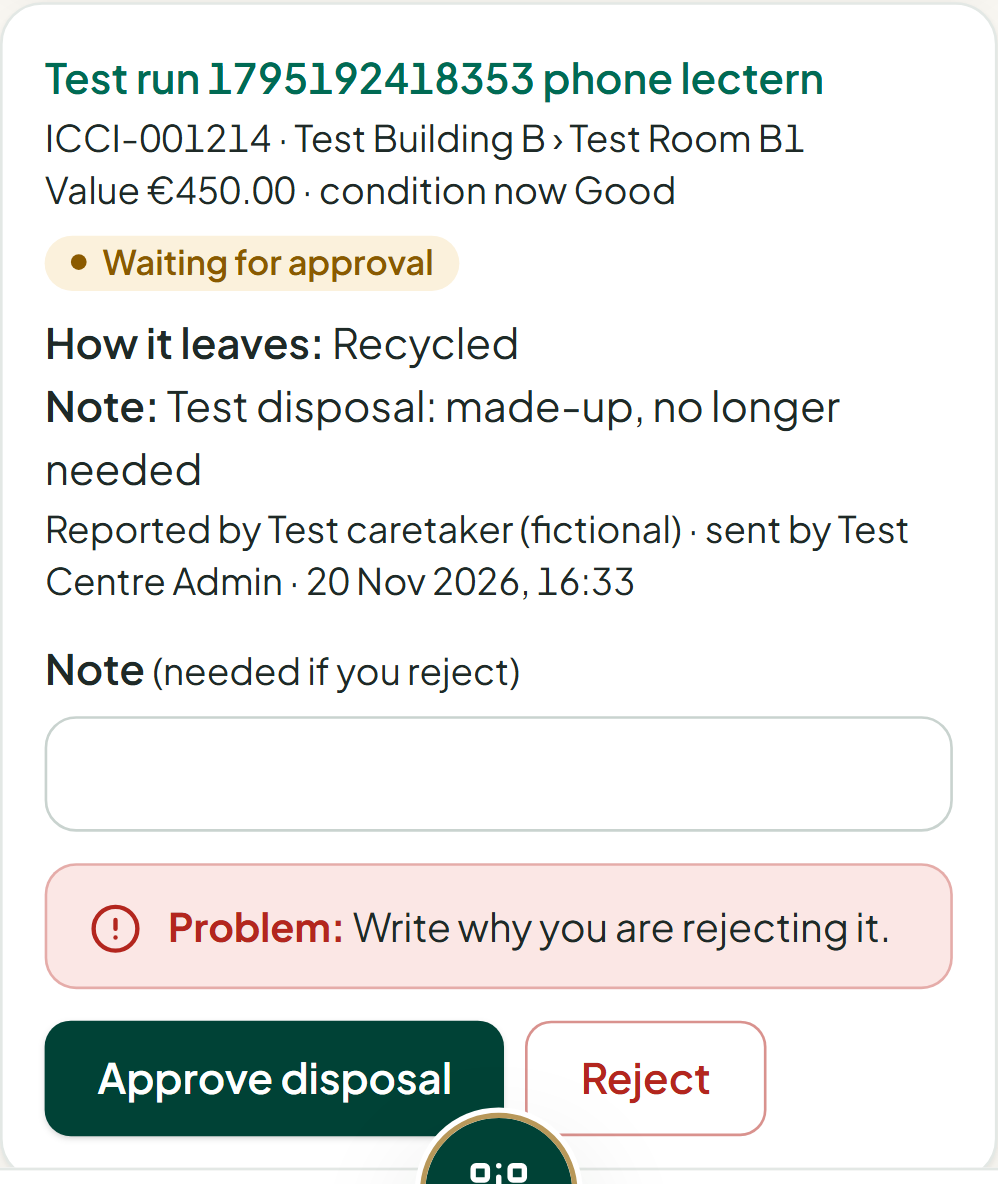 Test run 1795192418353 phone lectern
ICCI-001214 · Test Building B › Test Room B1
Value €450.00 · condition now Good
Waiting for approval
How it leaves: Recycled
Note: Test disposal: made-up, no longer
needed
Reported by Test caretaker (fictional) · sent by Test
Centre Admin · 20 Nov 2026, 16:33
Note (needed if you reject)
Problem: Write why you are rejecting it.
Approve disposal
Reject